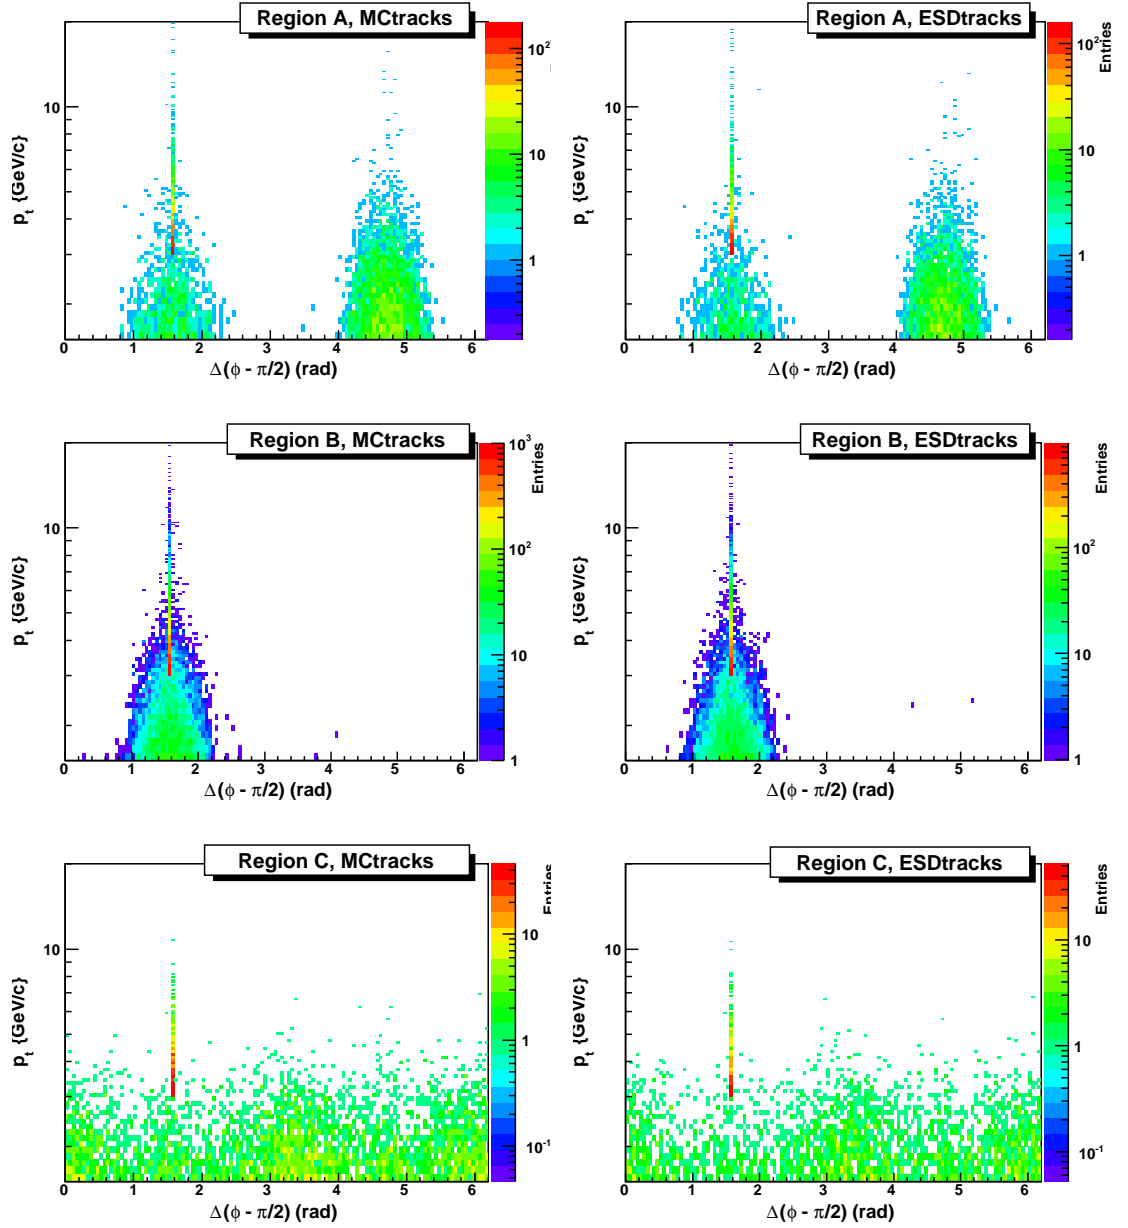 Region A, MCtracks
p_t {GeV/c}
10
10^2
10
1
0 1 2 3 4 5 6
Δ(ϕ - π/2) (rad)
Region A, ESDtracks
Entries
p_t {GeV/c}
10
10^2
10
1
0 1 2 3 4 5 6
Δ(ϕ - π/2) (rad)
Region B, MCtracks
Entries
p_t {GeV/c}
10
10^3
10^2
10
1
0 1 2 3 4 5 6
Δ(ϕ - π/2) (rad)
Region B, ESDtracks
Entries
p_t {GeV/c}
10
10^2
10
1
0 1 2 3 4 5 6
Δ(ϕ - π/2) (rad)
Region C, MCtracks
Entries
p_t {GeV/c}
10
10
1
10^-1
0 1 2 3 4 5 6
Δ(ϕ - π/2) (rad)
Region C, ESDtracks
Entries
p_t {GeV/c}
10
10
1
10^-1
0 1 2 3 4 5 6
Δ(ϕ - π/2) (rad)